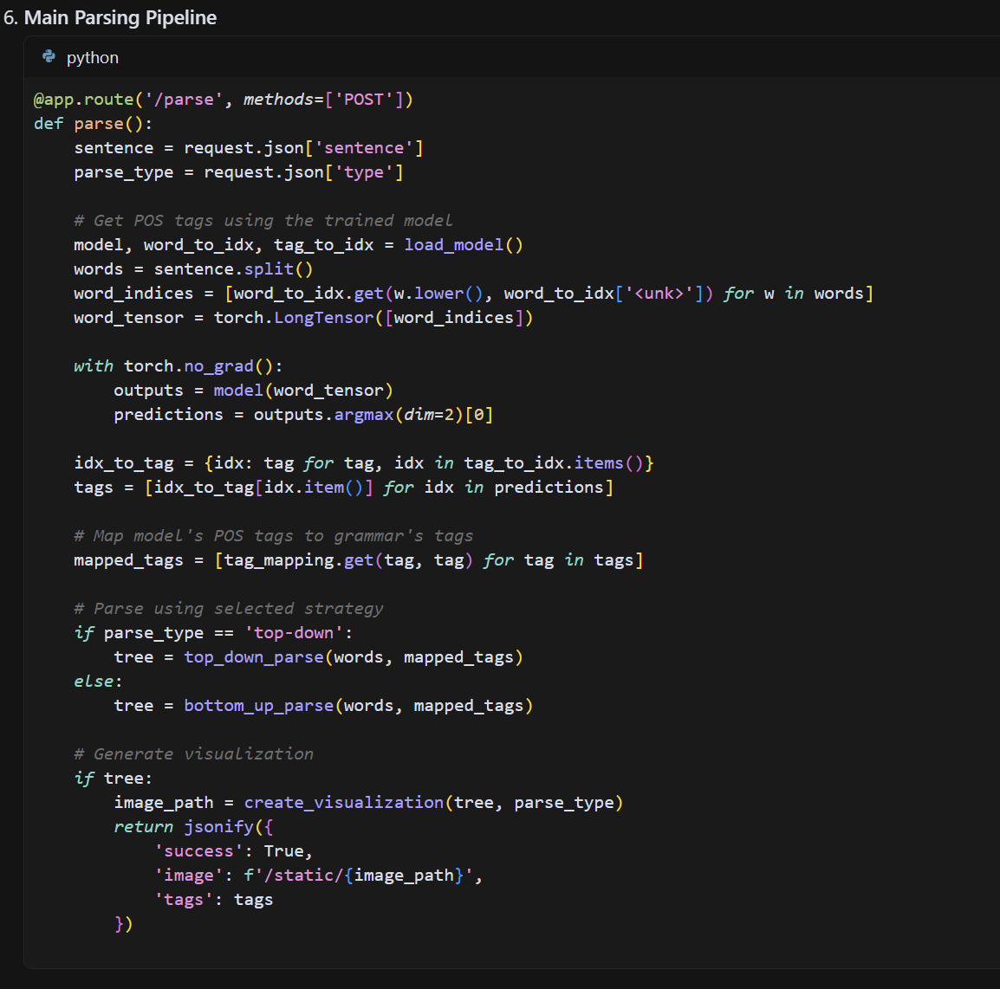 6. Main Parsing Pipeline
python
@app.route('/parse', methods=['POST'])
def parse():
    sentence = request.json['sentence']
    parse_type = request.json['type']

    # Get POS tags using the trained model
    model, word_to_idx, tag_to_idx = load_model()
    words = sentence.split()
    word_indices = [word_to_idx.get(w.lower(), word_to_idx['<unk>']) for w in words]
    word_tensor = torch.LongTensor([word_indices])

    with torch.no_grad():
        outputs = model(word_tensor)
        predictions = outputs.argmax(dim=2)[0]

    idx_to_tag = {idx: tag for tag, idx in tag_to_idx.items()}
    tags = [idx_to_tag[idx.item()] for idx in predictions]

    # Map model's POS tags to grammar's tags
    mapped_tags = [tag_mapping.get(tag, tag) for tag in tags]

    # Parse using selected strategy
    if parse_type == 'top-down':
        tree = top_down_parse(words, mapped_tags)
    else:
        tree = bottom_up_parse(words, mapped_tags)

    # Generate visualization
    if tree:
        image_path = create_visualization(tree, parse_type)
        return jsonify({
            'success': True,
            'image': f'/static/{image_path}',
            'tags': tags
        })